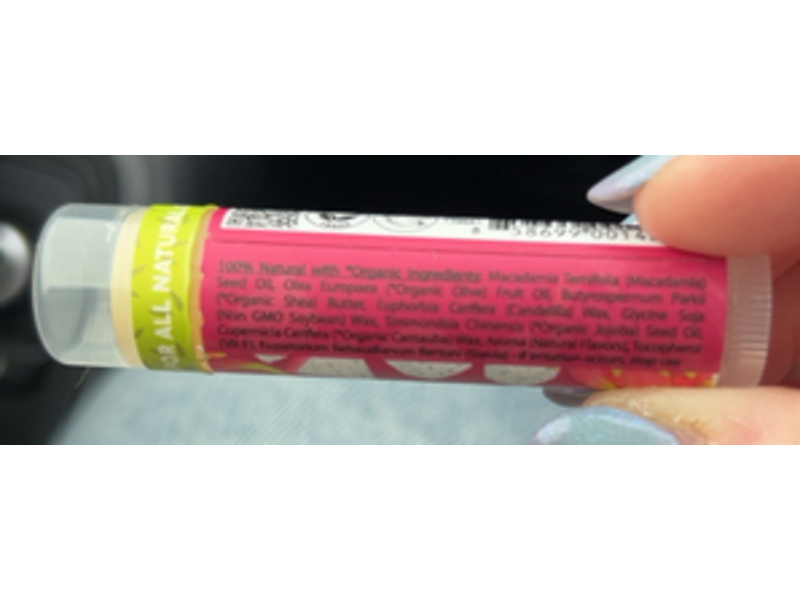 FOR ALL NATURAL
58699 0014
100% Natural with *Organic Ingredients: Macadamia Ternifolia (Macadamia)
Seed Oil, Olea Europaea (*Organic Olive) Fruit Oil, Butyrospermum Parkii
(*Organic Shea) Butter, Euphorbia Cerifera (Candelilla) Wax, Glycine Soja
(Non GMO Soybean) Wax, Simmondsia Chinensis (*Organic Jojoba) Seed Oil,
Copernicia Cerifera (*Organic Carnauba) Wax, Aroma (Natural Flavors), Tocopherol
(Vit E), Eupatorium Rebaudianum Bertoni (Stevia) - If irritation occurs, stop use